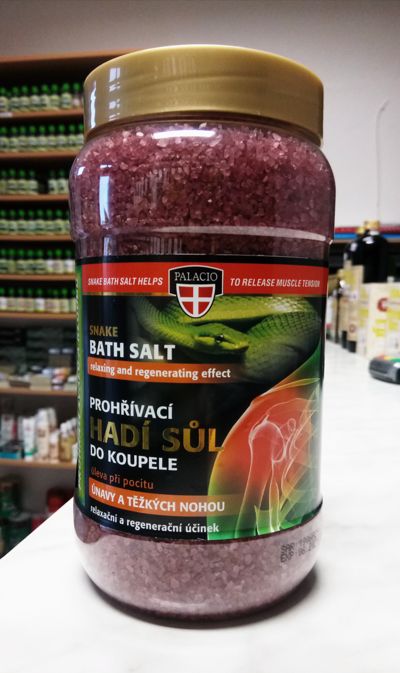 SNAKE BATH SALT HELPS PALACIO TO RELEASE MUSCLE TENSION
SNAKE
BATH SALT
relaxing and regenerating effect
PROHŘÍVACÍ
HADÍ SŮL
DO KOUPELE
úleva při pocitu
ÚNAVY A TĚŽKÝCH NOHOU
relaxační a regenerační účinek